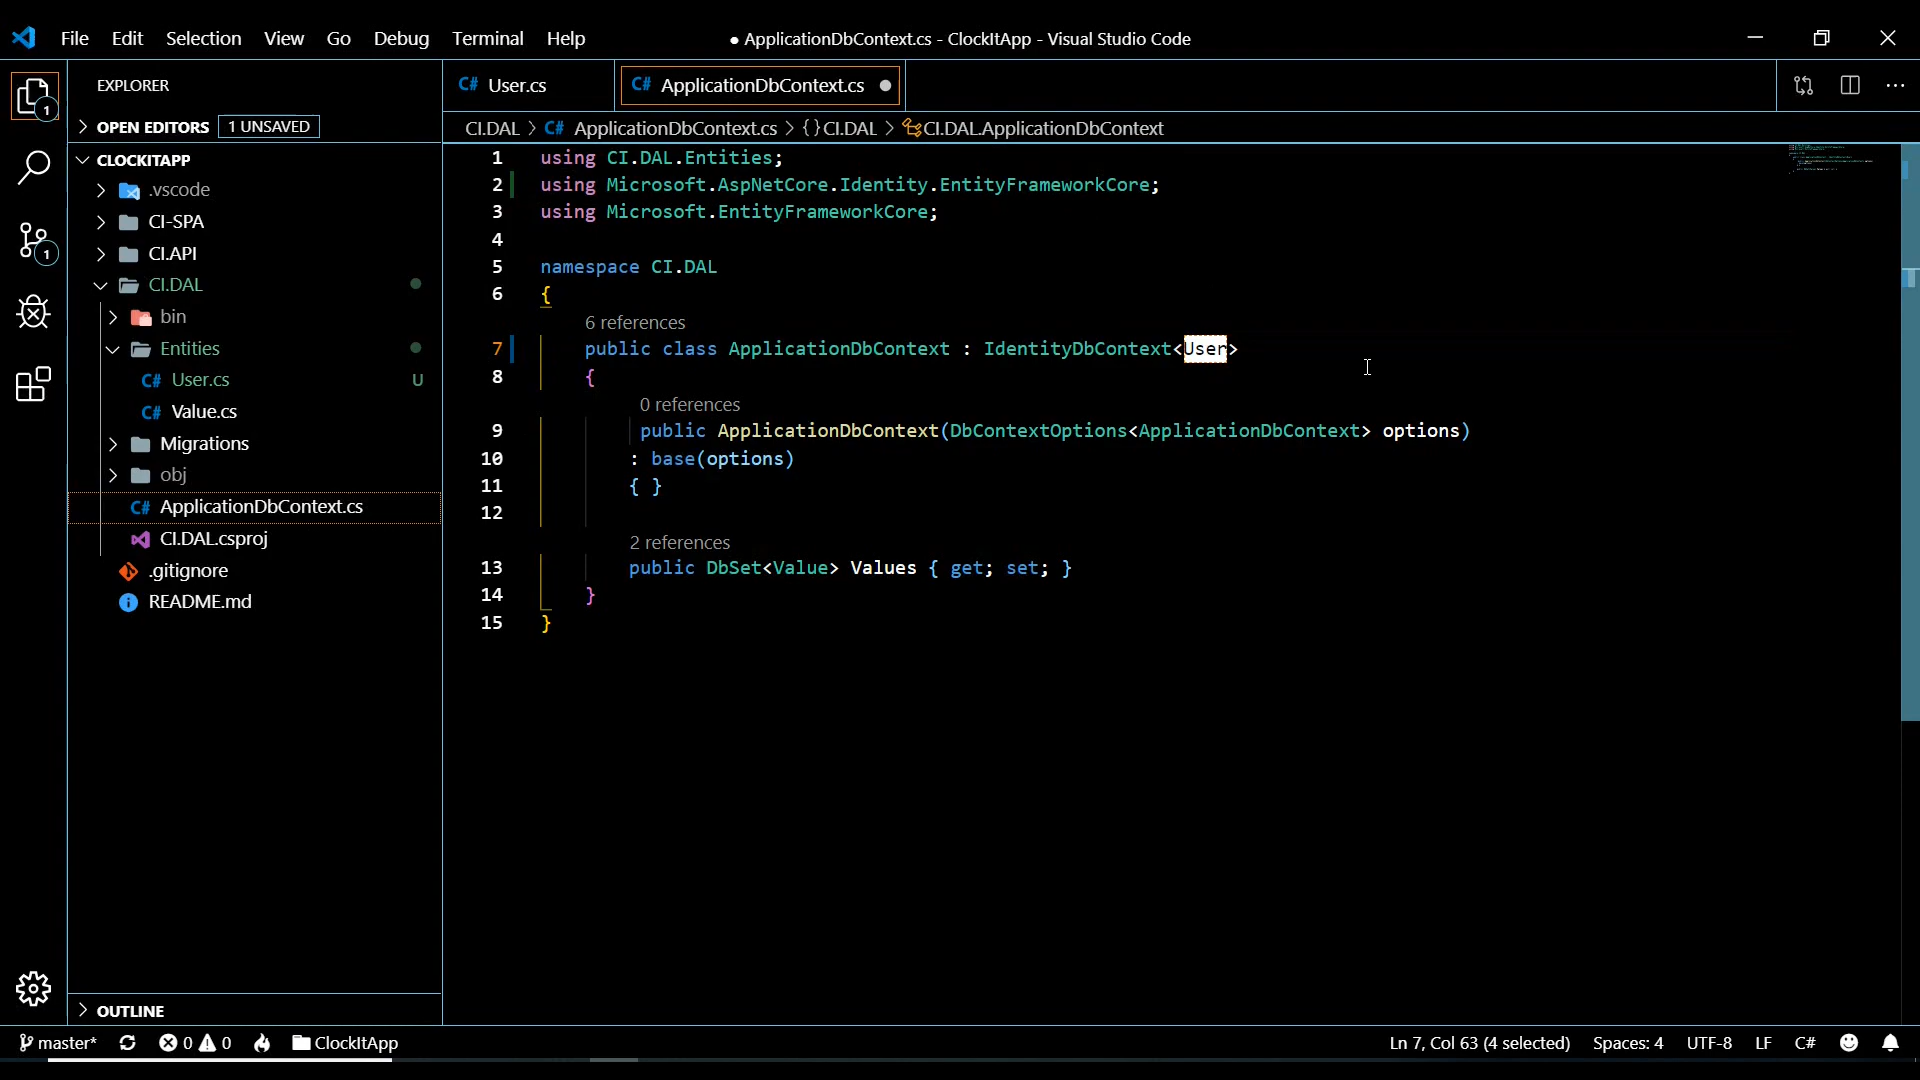 File Edit Selection View Go Debug Terminal Help
● ApplicationDbContext.cs - ClockItApp - Visual Studio Code
EXPLORER
OPEN EDITORS 1 UNSAVED
CLOCKITAPP
.vscode
CI-SPA
CI.API
CI.DAL
bin
Entities
C# User.cs U
C# Value.cs
Migrations
obj
C# ApplicationDbContext.cs
CI.DAL.csproj
.gitignore
README.md
OUTLINE
1
1
C# User.cs
C# ApplicationDbContext.cs ●
CI.DAL > C# ApplicationDbContext.cs > {} CI.DAL > CI.DAL.ApplicationDbContext
1 using CI.DAL.Entities;
2 using Microsoft.AspNetCore.Identity.EntityFrameworkCore;
3 using Microsoft.EntityFrameworkCore;
4
5 namespace CI.DAL
6 {
6 references
7 public class ApplicationDbContext : IdentityDbContext<User>
8 {
0 references
9 public ApplicationDbContext(DbContextOptions<ApplicationDbContext> options)
10 : base(options)
11 { }
12
2 references
13 public DbSet<Value> Values { get; set; }
14 }
15 }
master* 0 0 ClockItApp
Ln 7, Col 63 (4 selected) Spaces: 4 UTF-8 LF C#